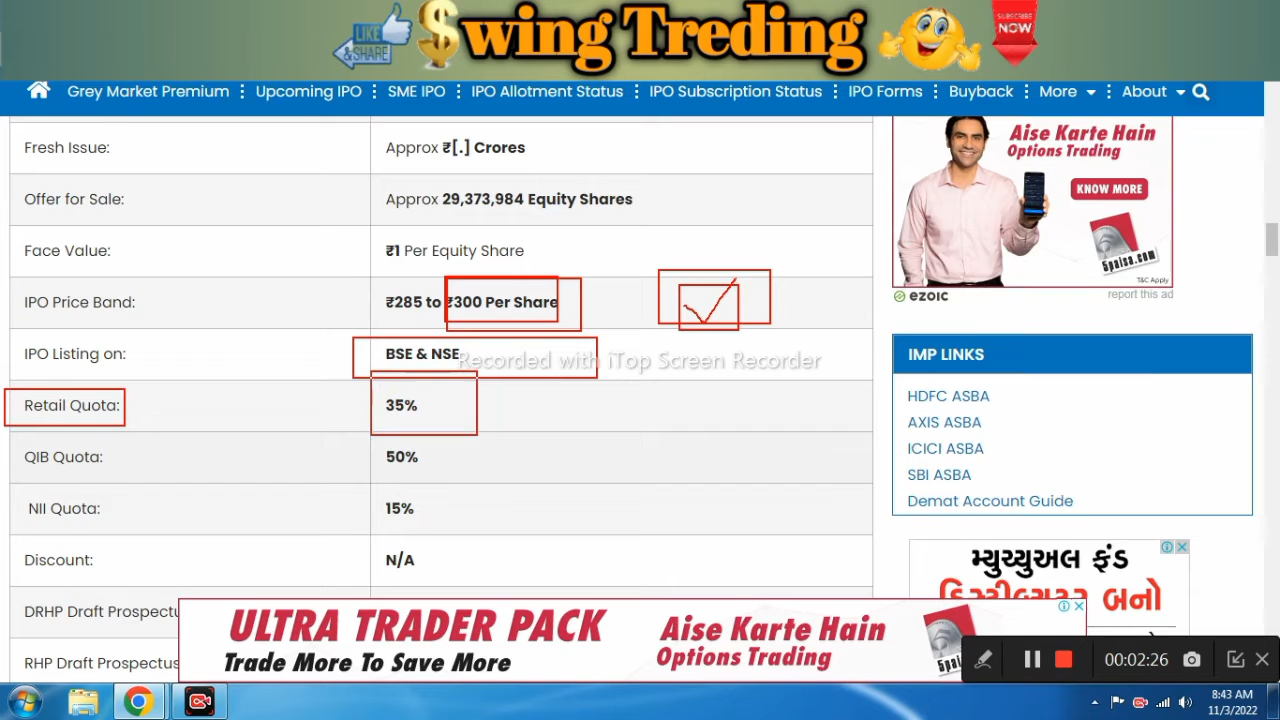 LIKE
&SHARE
$wing Treding
SUBSCRIBE
NOW
Grey Market Premium
Upcoming IPO
SME IPO
IPO Allotment Status
IPO Subscription Status
IPO Forms
Buyback
More
About
Fresh Issue: Approx ₹[.] Crores
Offer for Sale: Approx 29,373,984 Equity Shares
Face Value: ₹1 Per Equity Share
IPO Price Band: ₹285 to ₹300 Per Share
IPO Listing on: BSE & NSE
Recorded with iTop Screen Recorder
Retail Quota: 35%
QIB Quota: 50%
NII Quota: 15%
Discount: N/A
DRHP Draft Prospectu
RHP Draft Prospectus
Aise Karte Hain
Options Trading
KNOW MORE
5paisa.com
T&C Apply
ezoic
report this ad
IMP LINKS
HDFC ASBA
AXIS ASBA
ICICI ASBA
SBI ASBA
Demat Account Guide
મ્યુચ્યુઅલ ફંડ
બનો
ULTRA TRADER PACK
Trade More To Save More
Aise Karte Hain
Options Trading
00:02:26
8:43 AM
11/3/2022